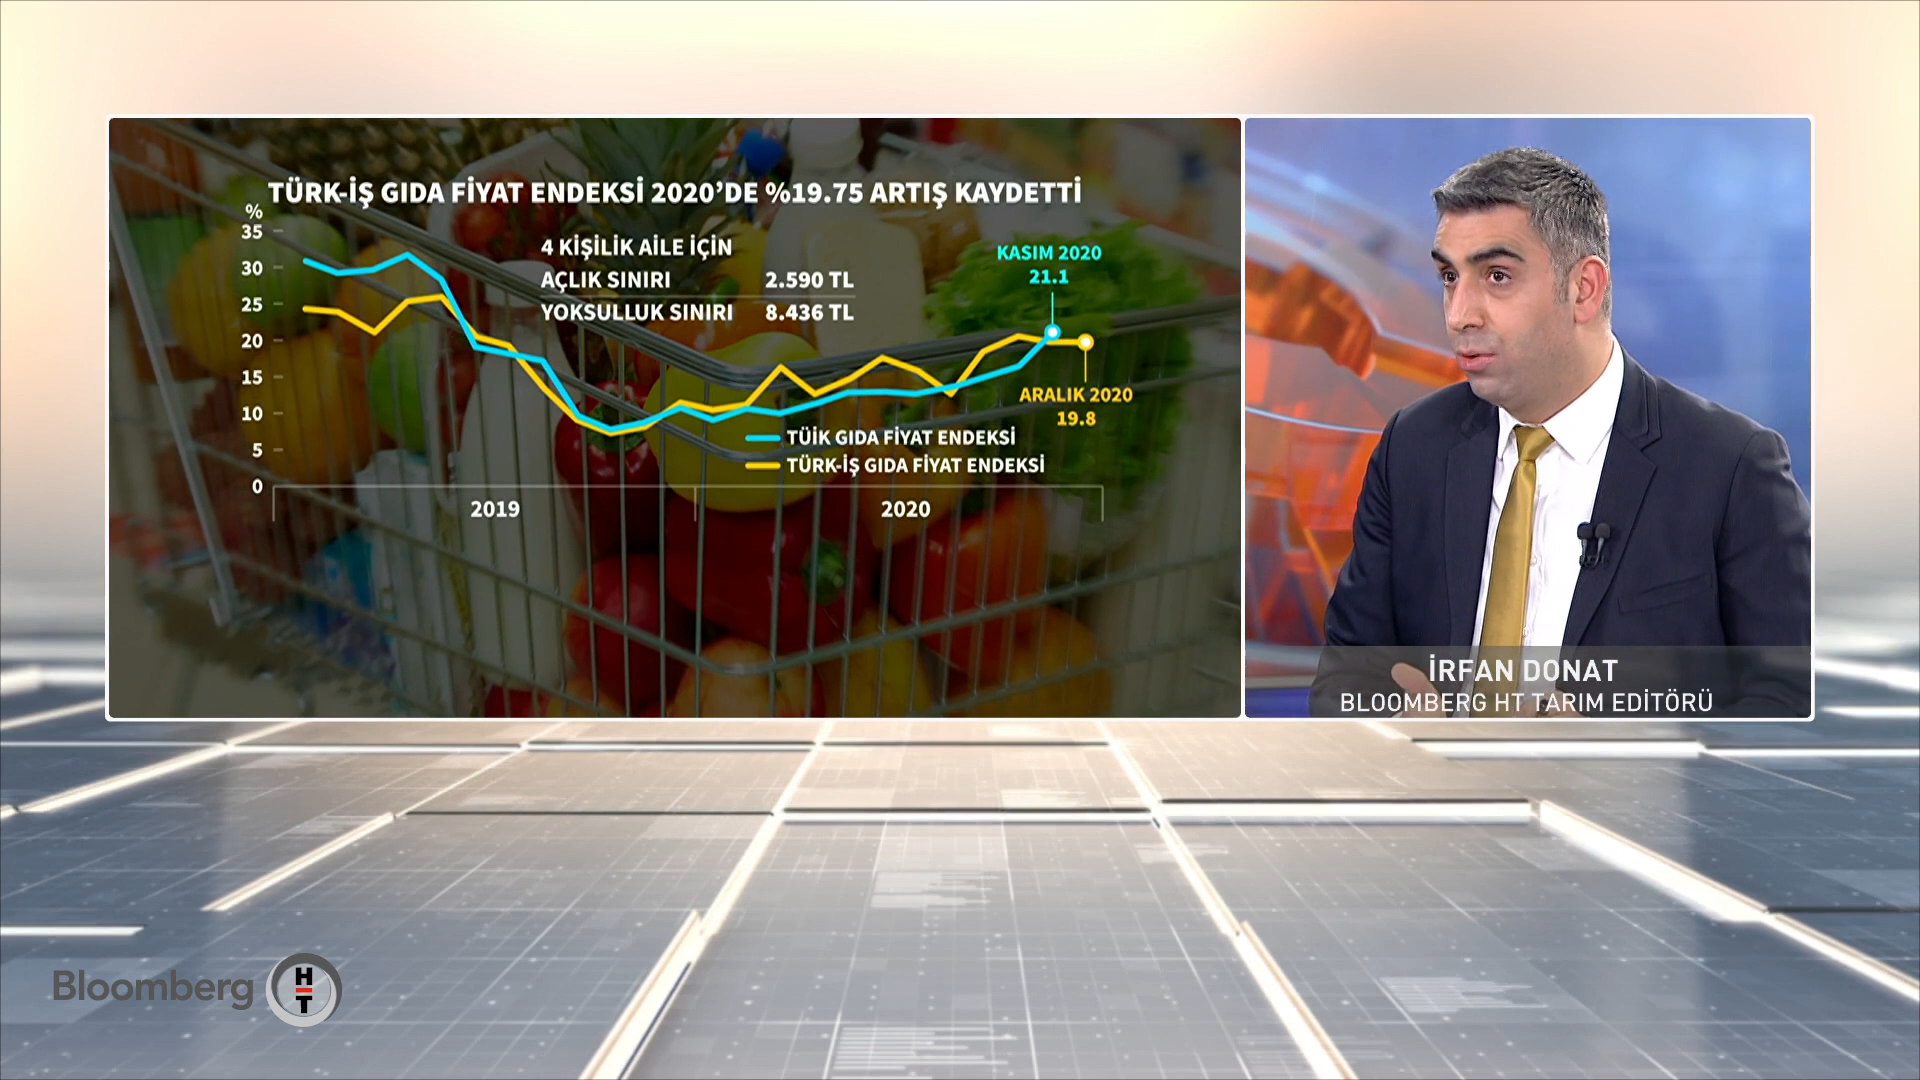 TÜRK-İŞ GIDA FİYAT ENDEKSİ 2020'DE %19.75 ARTIŞ KAYDETTİ
%
35
30
25
20
15
10
5
0
4 KİŞİLİK AİLE İÇİN
AÇLIK SINIRI 2.590 TL
YOKSULLUK SINIRI 8.436 TL
KASIM 2020
21.1
ARALIK 2020
19.8
TÜİK GIDA FİYAT ENDEKSİ
TÜRK-İŞ GIDA FİYAT ENDEKSİ
2019 2020
İRFAN DONAT
BLOOMBERG HT TARIM EDİTÖRÜ
Bloomberg HT